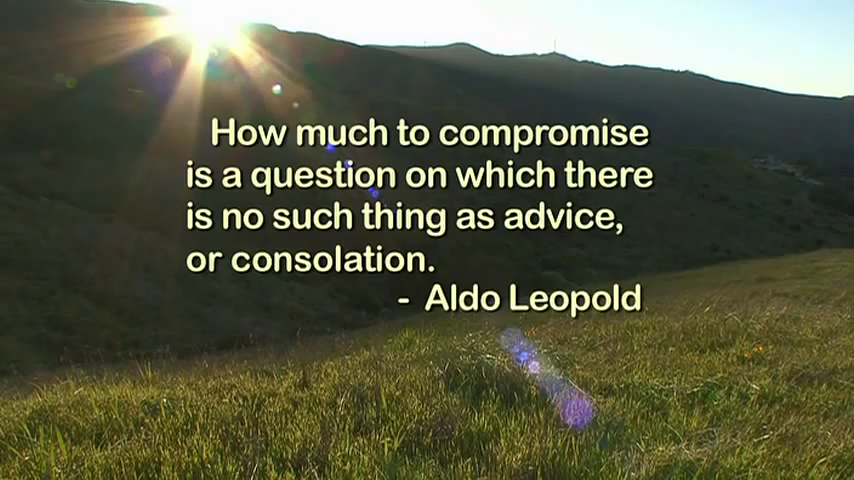 How much to compromise
is a question on which there
is no such thing as advice,
or consolation.
- Aldo Leopold